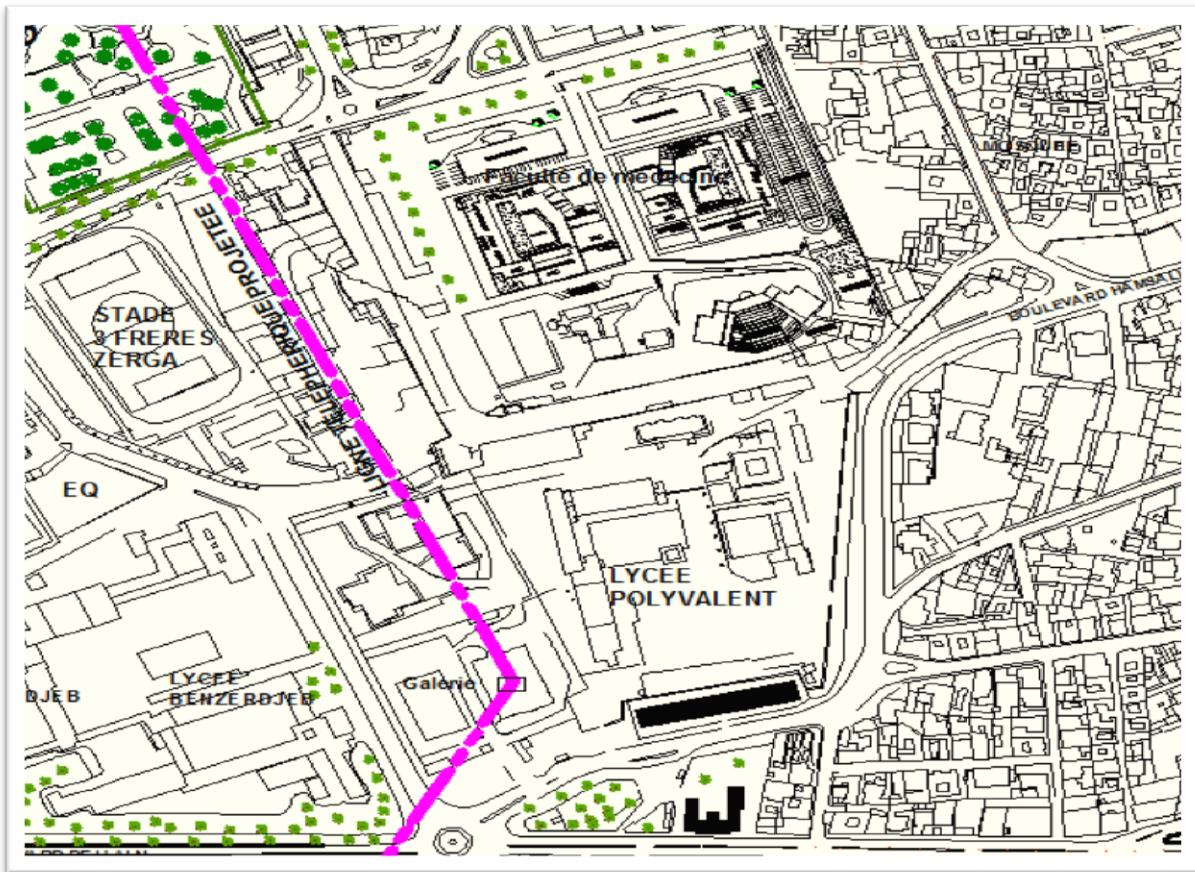 Faculté de médecine
MOSQUEE
BOULEVARD HAMSALI
LIGNE TELEPHERIQUE PROJETEE
STADE
3 FRERES
ZERGA
EQ
LYCEE
POLYVALENT
Galerie
LYCEE
BENZERDJEB
DJEB